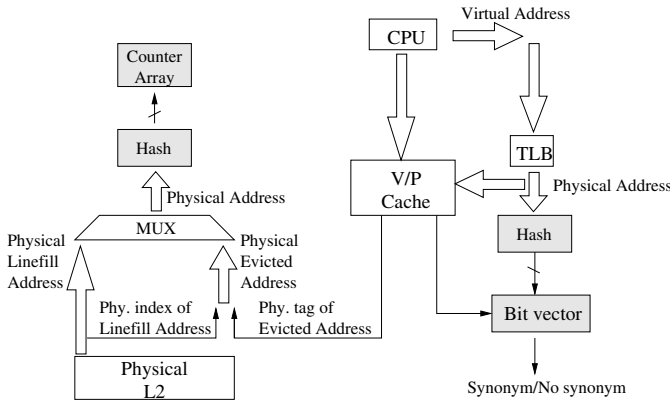 Virtual Address
CPU
Counter
Array
Hash
TLB
V/P
Cache
Physical Address
Physical Address
MUX
Physical
Linefill
Address
Physical
Evicted
Address
Hash
Phy. index of
Linefill Address
Phy. tag of
Evicted Address
Bit vector
Physical
L2
Synonym/No synonym